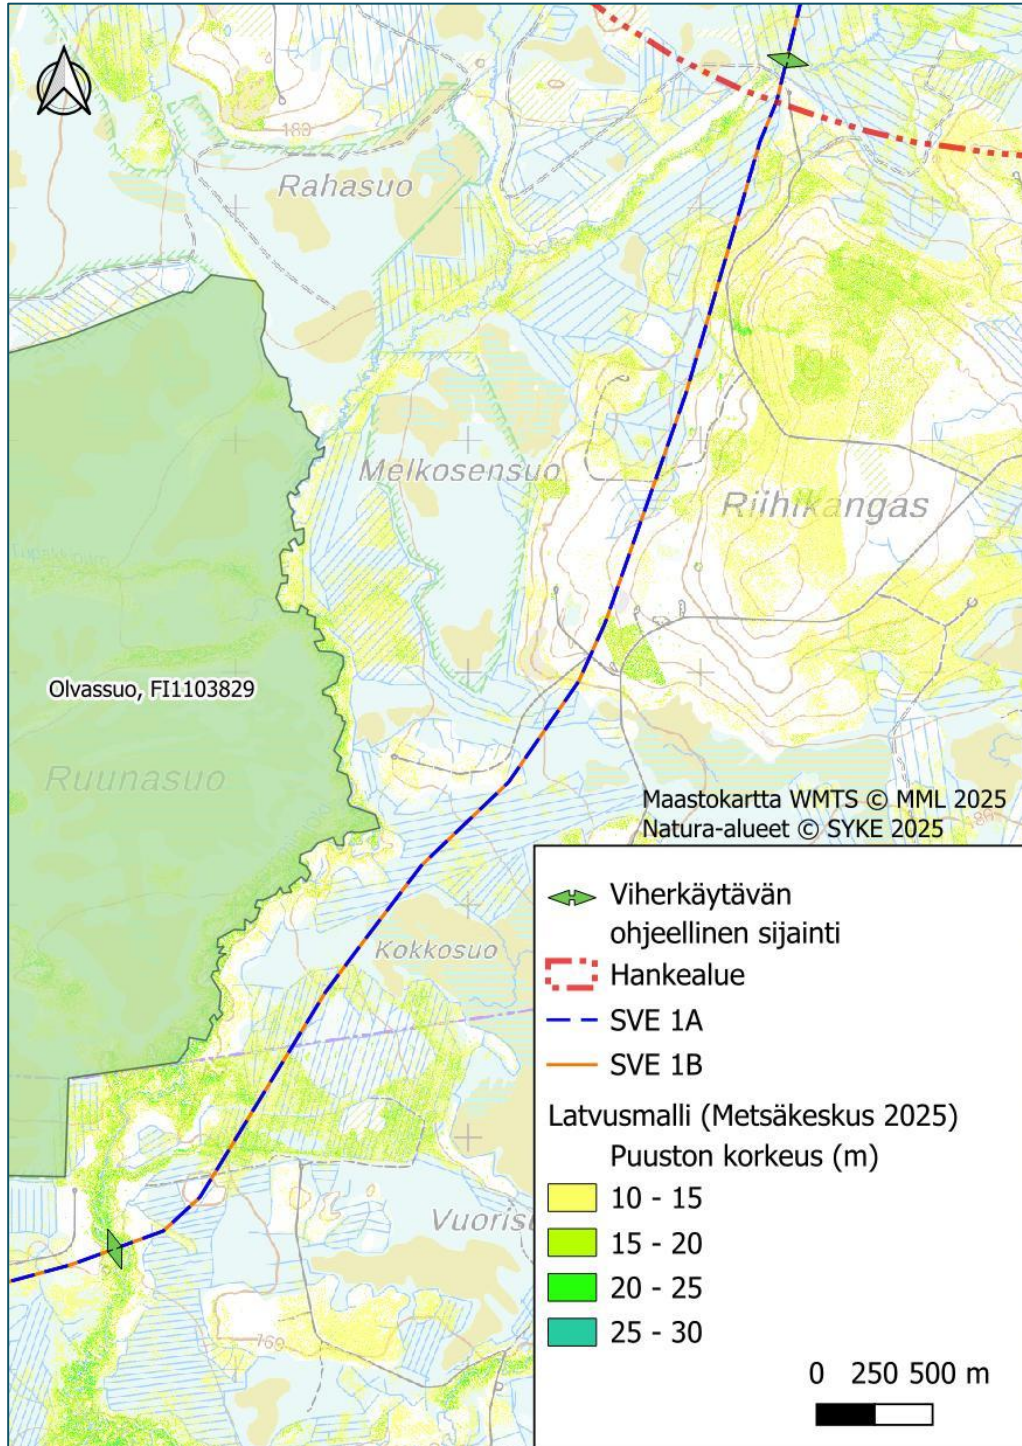 183
Rahasuo
Melkosensuo
Riihikangas
Olvassuo, FI1103829
Ruunasuo
Maastokartta WMTS © MML 2025
Natura-alueet © SYKE 2025
Kokkosuo
Viherkäytävän
ohjeellinen sijainti
Hankealue
SVE 1A
SVE 1B
Latvusmalli (Metsäkeskus 2025)
Puuston korkeus (m)
10 - 15
15 - 20
20 - 25
25 - 30
Vuorisu
0 250 500 m